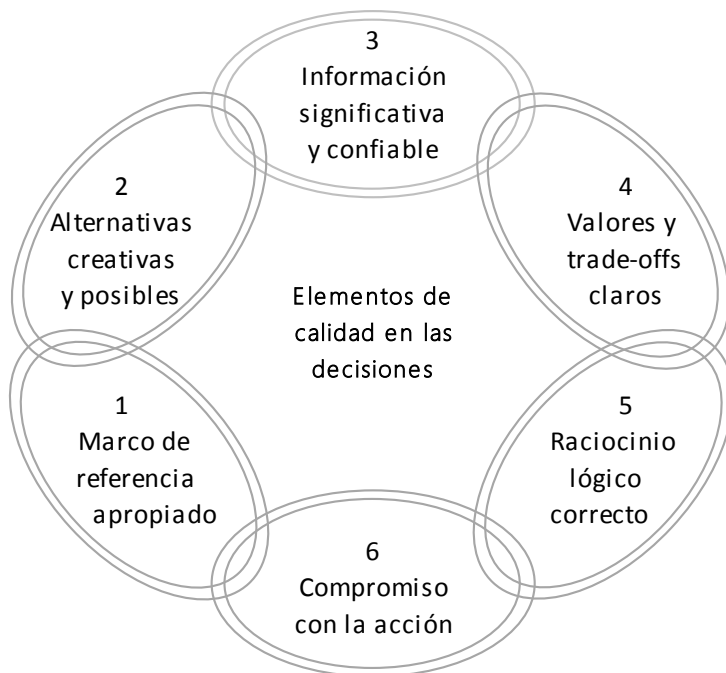 3
Información
significativa
y confiable
2
Alternativas
creativas
y posibles
4
Valores y
trade-offs
claros
Elementos de
calidad en las
decisiones
1
Marco de
referencia
apropiado
5
Raciocinio
lógico
correcto
6
Compromiso
con la acción